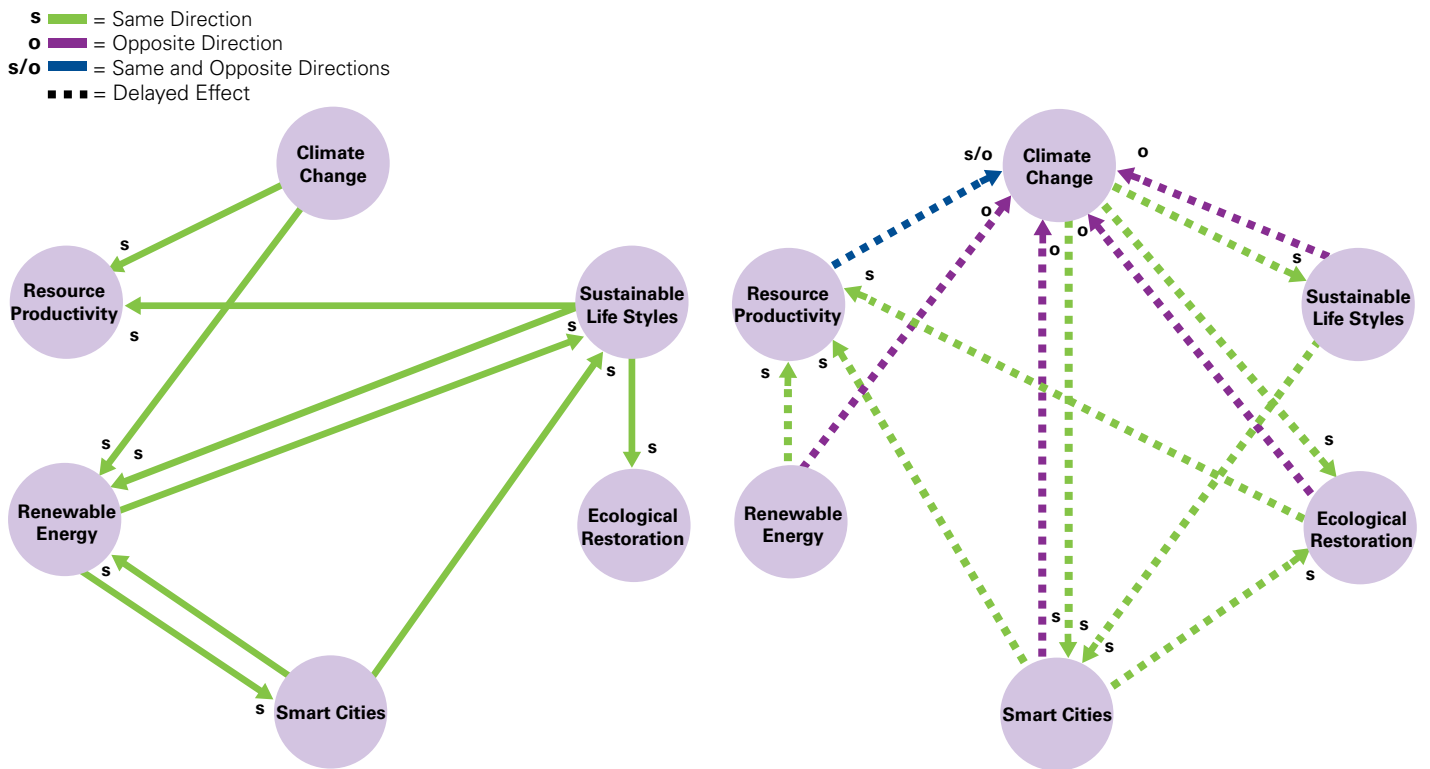 s = Same Direction
o = Opposite Direction
s/o = Same and Opposite Directions
= Delayed Effect
Climate
Change
s
Resource
Productivity
s
Sustainable
Life Styles
s
s
s
s
s
Renewable
Energy
s
Ecological
Restoration
s
Smart Cities
s/o
Climate
Change
o
o
o
o
s
Resource
Productivity
s
Sustainable
Life Styles
s
s
s
Renewable
Energy
Ecological
Restoration
s
s
s
s
Smart Cities